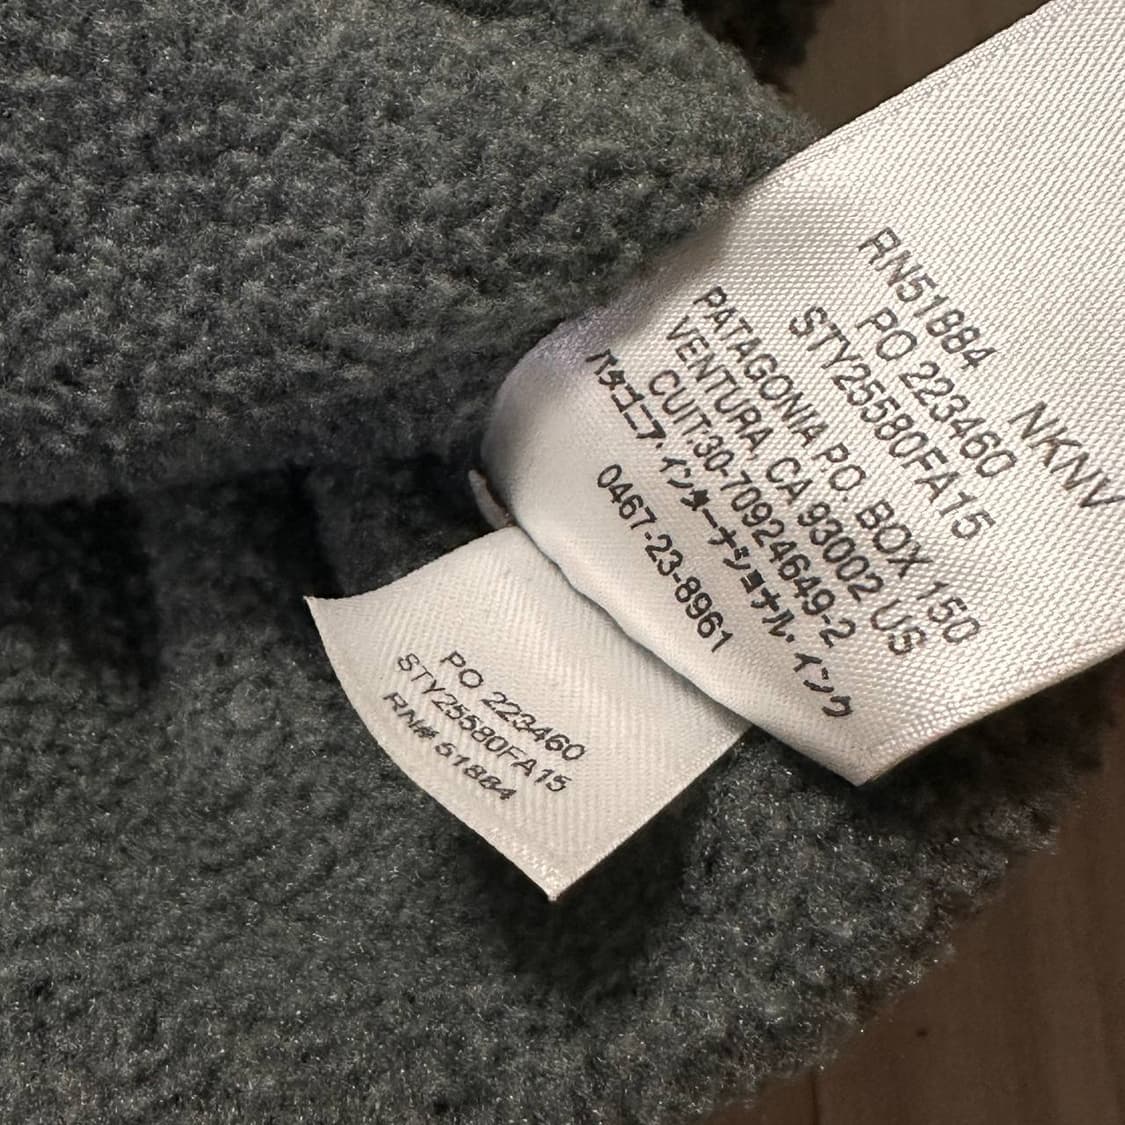 RN51884 NKNV
PO 223460
STY25580FA15
PATAGONIA P.O. BOX 150
VENTURA, CA 93002 US
CUIT:30-70924649-2
パタゴニア・インターナショナル・インク
0467-23-8961
PO 223460
STY25580FA15
RN# 51884